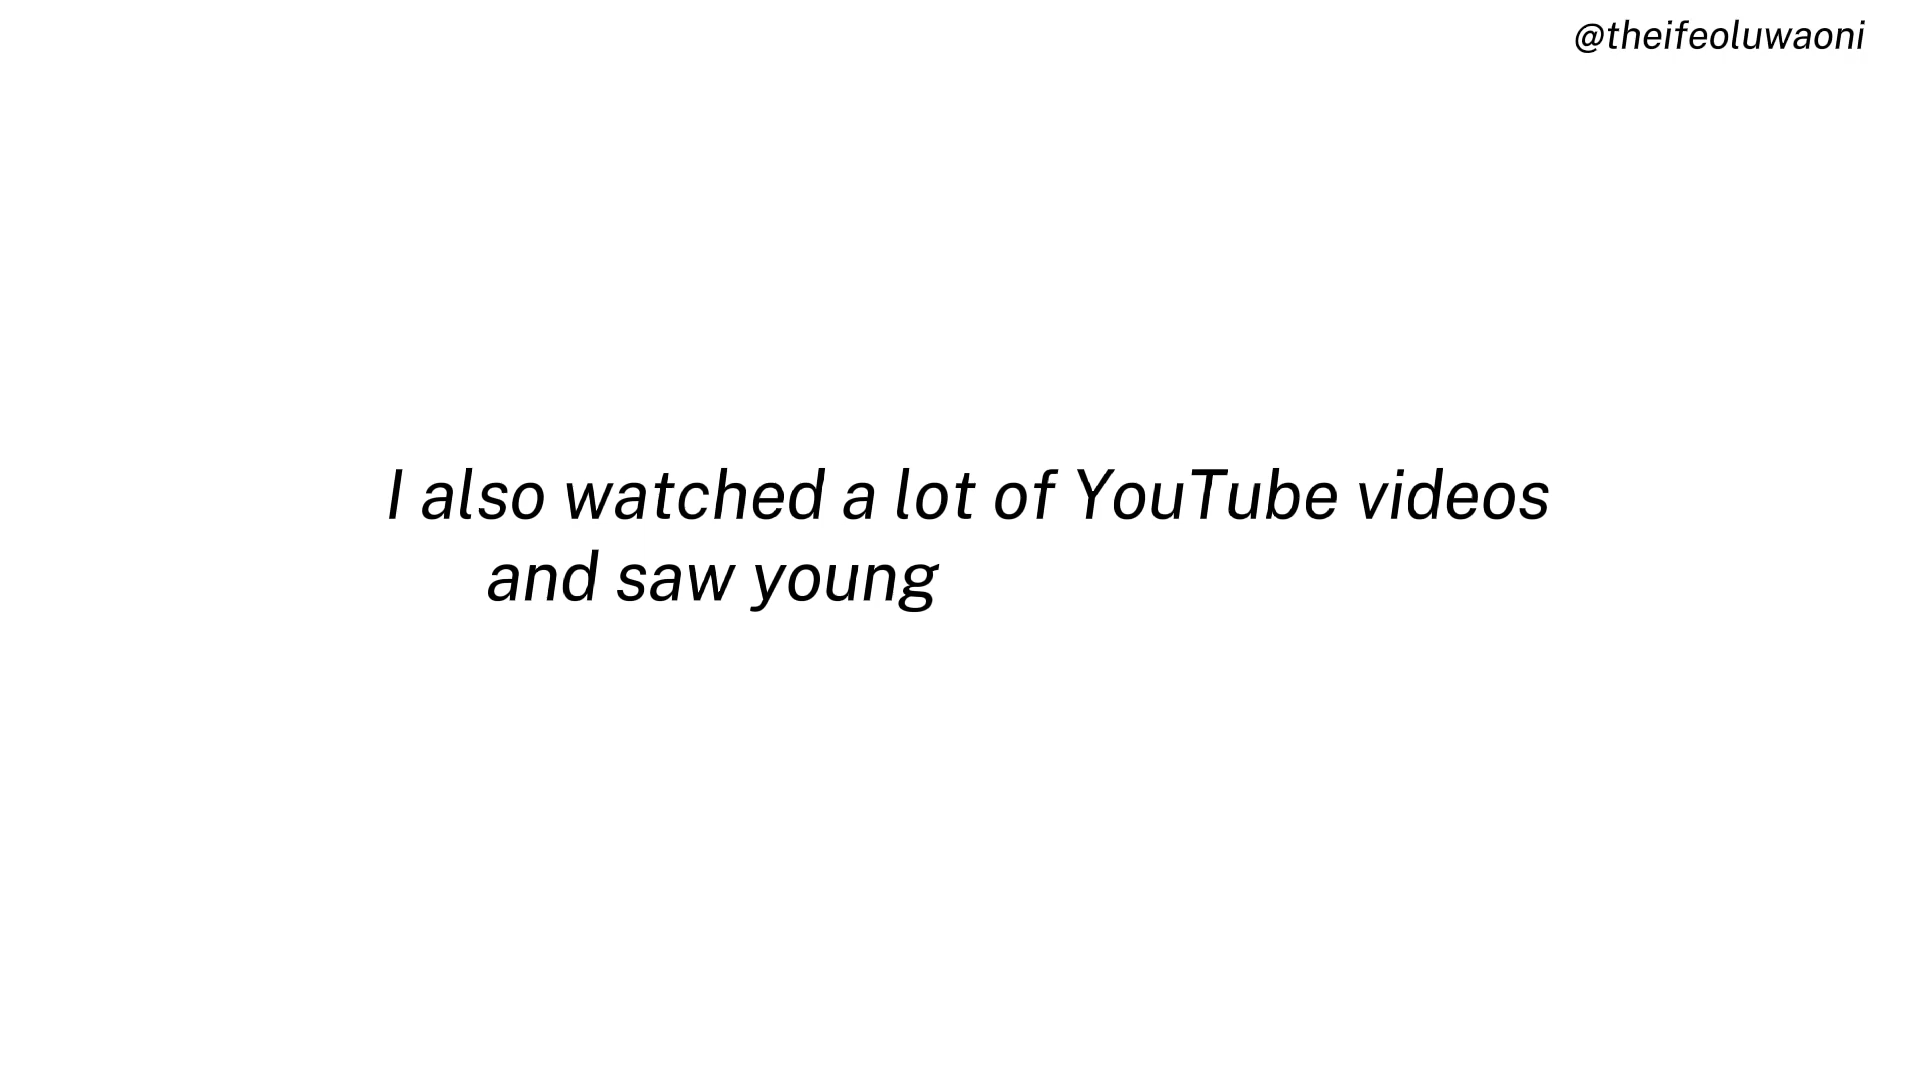 @theifeoluwaoni
I also watched a lot of YouTube videos
and saw young